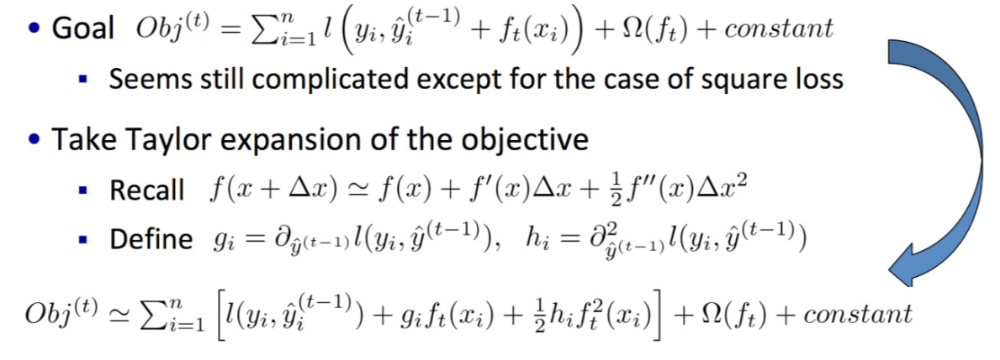 • Goal $Obj^{(t)} = \sum_{i=1}^{n} l\left(y_i, \hat{y}_i^{(t-1)} + f_t(x_i)\right) + \Omega(f_t) + constant$
▪ Seems still complicated except for the case of square loss
• Take Taylor expansion of the objective
▪ Recall $f(x + \Delta x) \simeq f(x) + f'(x)\Delta x + \frac{1}{2} f''(x)\Delta x^2$
▪ Define $g_i = \partial_{\hat{y}^{(t-1)}} l(y_i, \hat{y}^{(t-1)}), \ h_i = \partial^2_{\hat{y}^{(t-1)}} l(y_i, \hat{y}^{(t-1)})$
$Obj^{(t)} \simeq \sum_{i=1}^{n} \left[ l(y_i, \hat{y}_i^{(t-1)}) + g_i f_t(x_i) + \frac{1}{2} h_i f_t^2(x_i) \right] + \Omega(f_t) + constant$